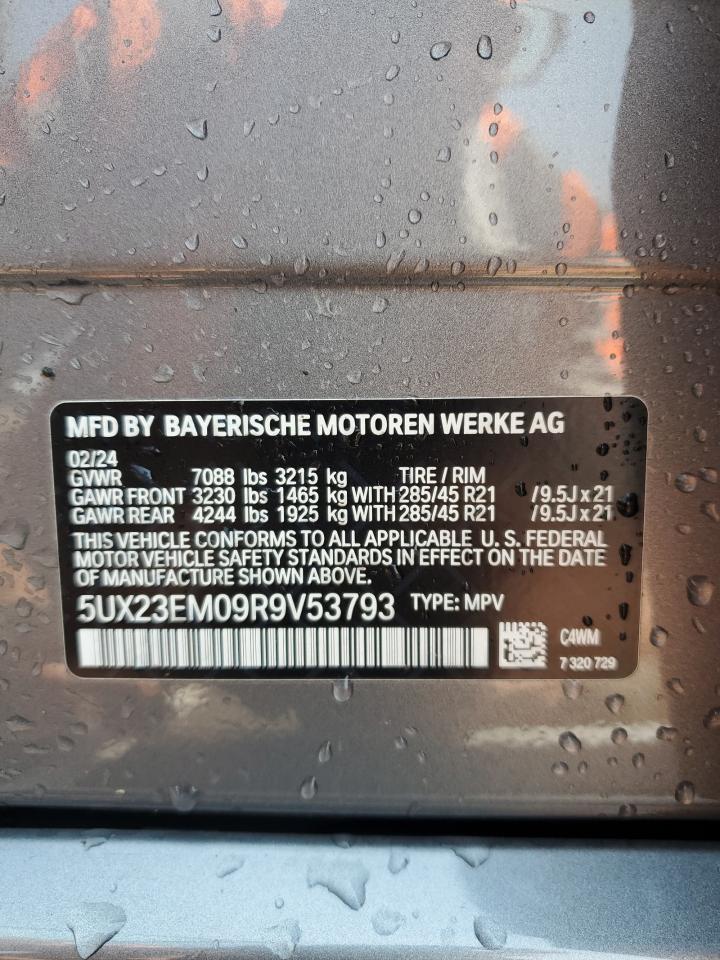 MFD BY BAYERISCHE MOTOREN WERKE AG
02/24
GVWR 7088 lbs 3215 kg TIRE / RIM
GAWR FRONT 3230 lbs 1465 kg WITH 285/45 R21 /9.5J x 21
GAWR REAR 4244 lbs 1925 kg WITH 285/45 R21 /9.5J x 21
THIS VEHICLE CONFORMS TO ALL APPLICABLE U. S. FEDERAL
MOTOR VEHICLE SAFETY STANDARDS IN EFFECT ON THE DATE
OF MANUFACTURE SHOWN ABOVE.
5UX23EM09R9V53793 TYPE: MPV
C4WM
7 320 729